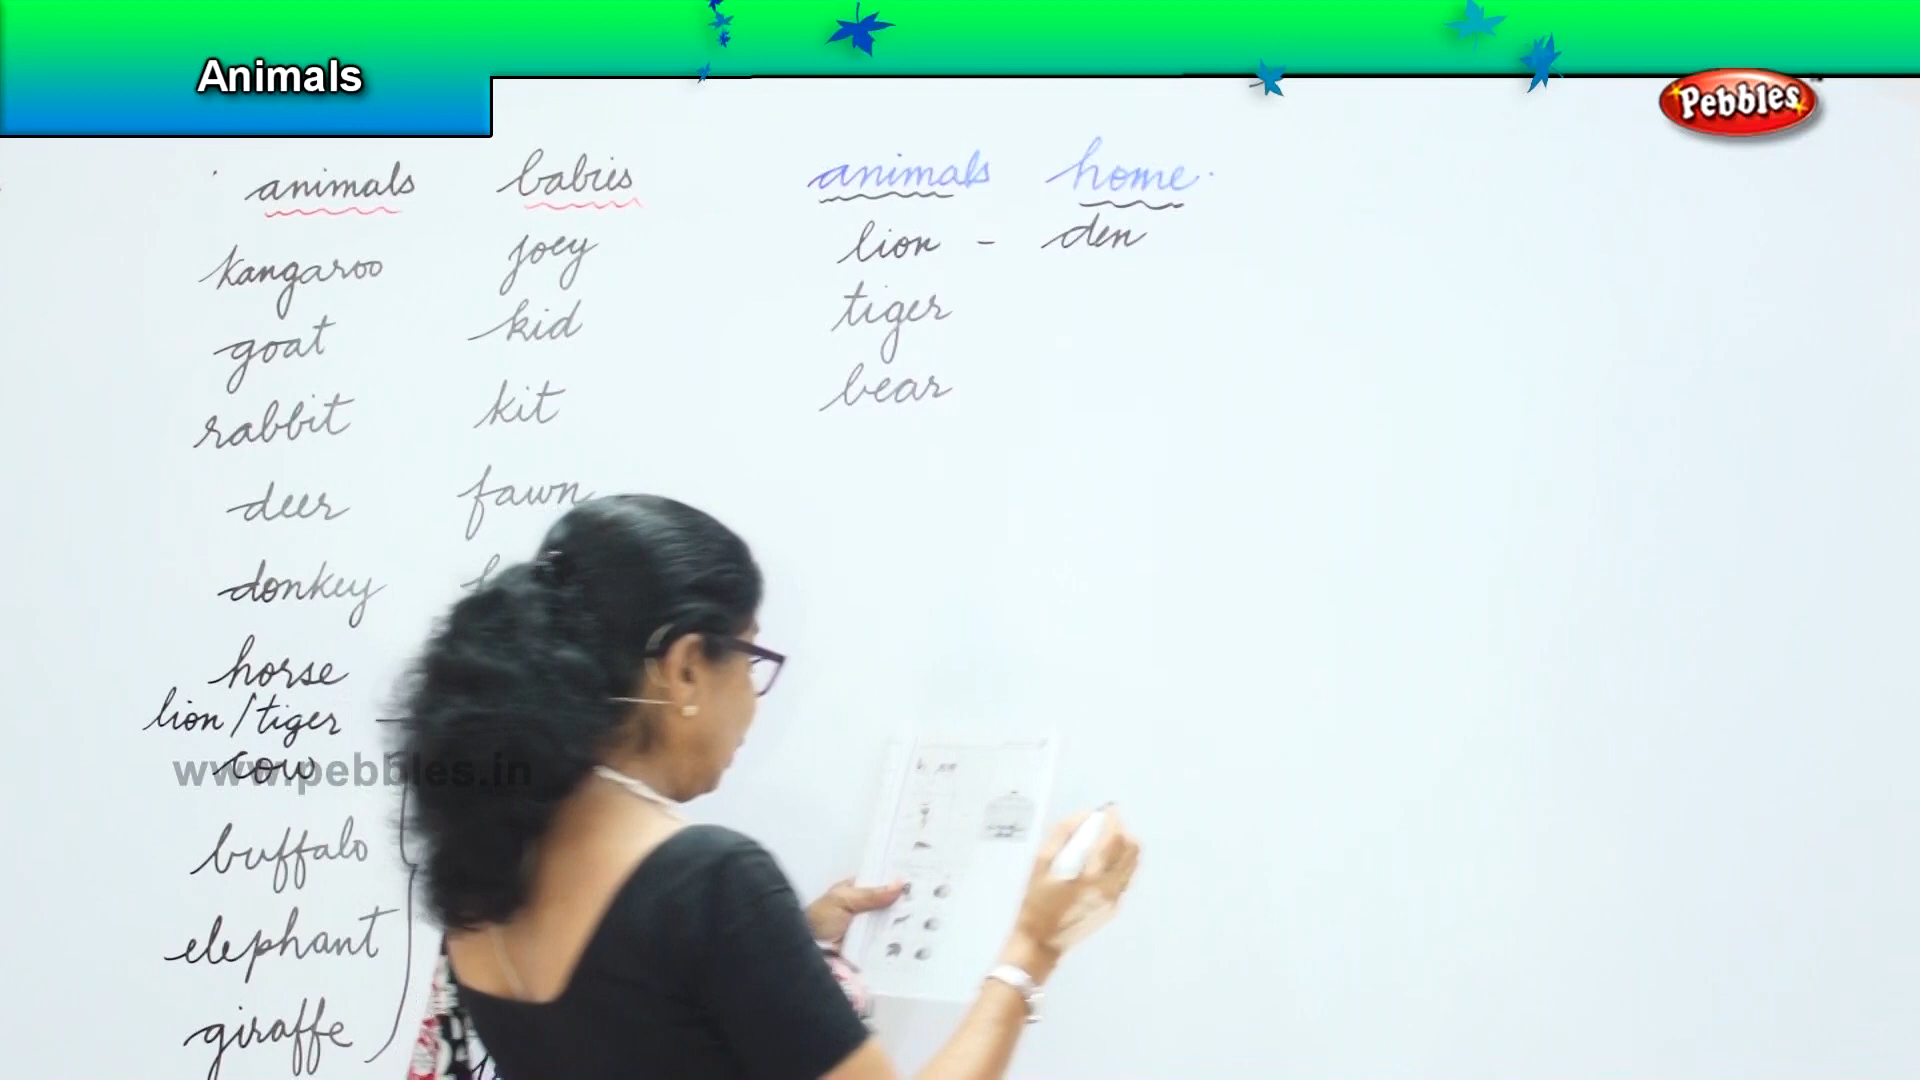 Animals
Pebbles
animals babies
kangaroo joey
goat kid
rabbit kit
deer fawn
donkey
horse
lion/tiger -
cow
buffalo
elephant
giraffe
animals home.
lion - den
tiger
bear
www.pebbles.in